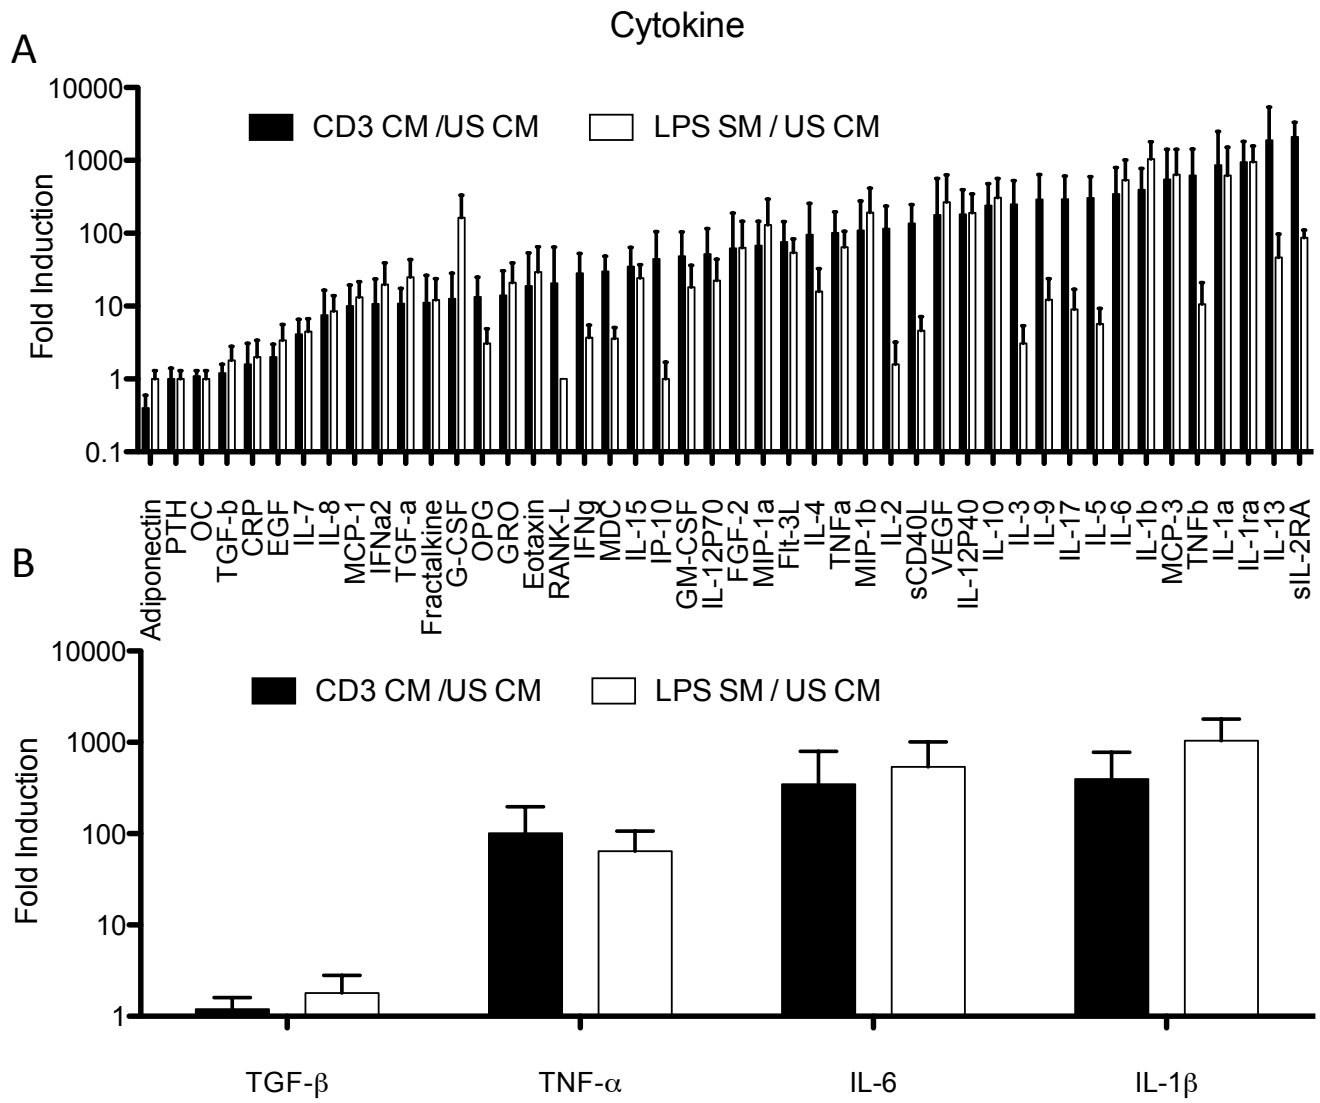 Cytokine
A
10000
1000
100
10
1
0.1
Fold Induction
CD3 CM /US CM
LPS SM / US CM
Adiponectin
PTH
OC
TGF-b
CRP
EGF
IL-7
IL-8
MCP-1
IFNa2
TGF-a
Fractalkine
G-CSF
OPG
GRO
Eotaxin
RANK-L
IFNg
MDC
IL-15
IP-10
GM-CSF
IL-12P70
FGF-2
MIP-1a
Flt-3L
IL-4
TNFa
MIP-1b
IL-2
sCD40L
VEGF
IL-12P40
IL-10
IL-3
IL-9
IL-17
IL-5
IL-6
IL-1b
MCP-3
TNFb
IL-1a
IL-1ra
IL-13
sIL-2RA
B
10000
1000
100
10
1
Fold Induction
CD3 CM /US CM
LPS SM / US CM
TGF-β
TNF-α
IL-6
IL-1β